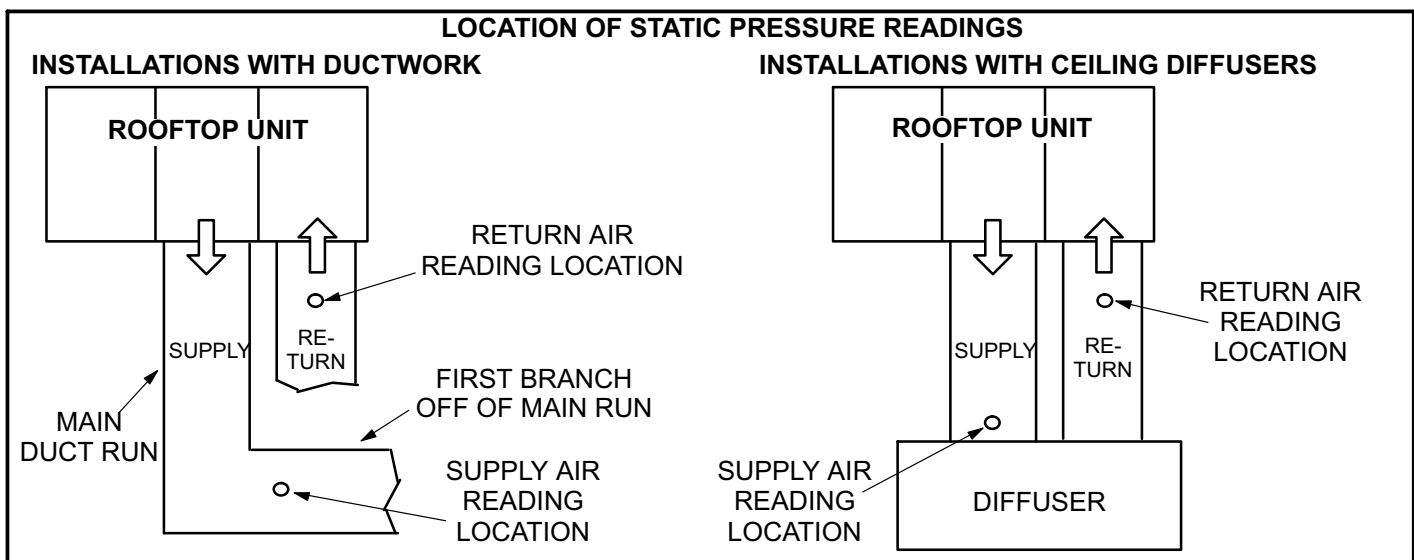 LOCATION OF STATIC PRESSURE READINGS
INSTALLATIONS WITH DUCTWORK
ROOFTOP UNIT
RETURN AIR
READING LOCATION
SUPPLY
RE-
TURN
MAIN
DUCT RUN
FIRST BRANCH
OFF OF MAIN RUN
SUPPLY AIR
READING
LOCATION
INSTALLATIONS WITH CEILING DIFFUSERS
ROOFTOP UNIT
RETURN AIR
READING
LOCATION
SUPPLY
RE-
TURN
SUPPLY AIR
READING
LOCATION
DIFFUSER